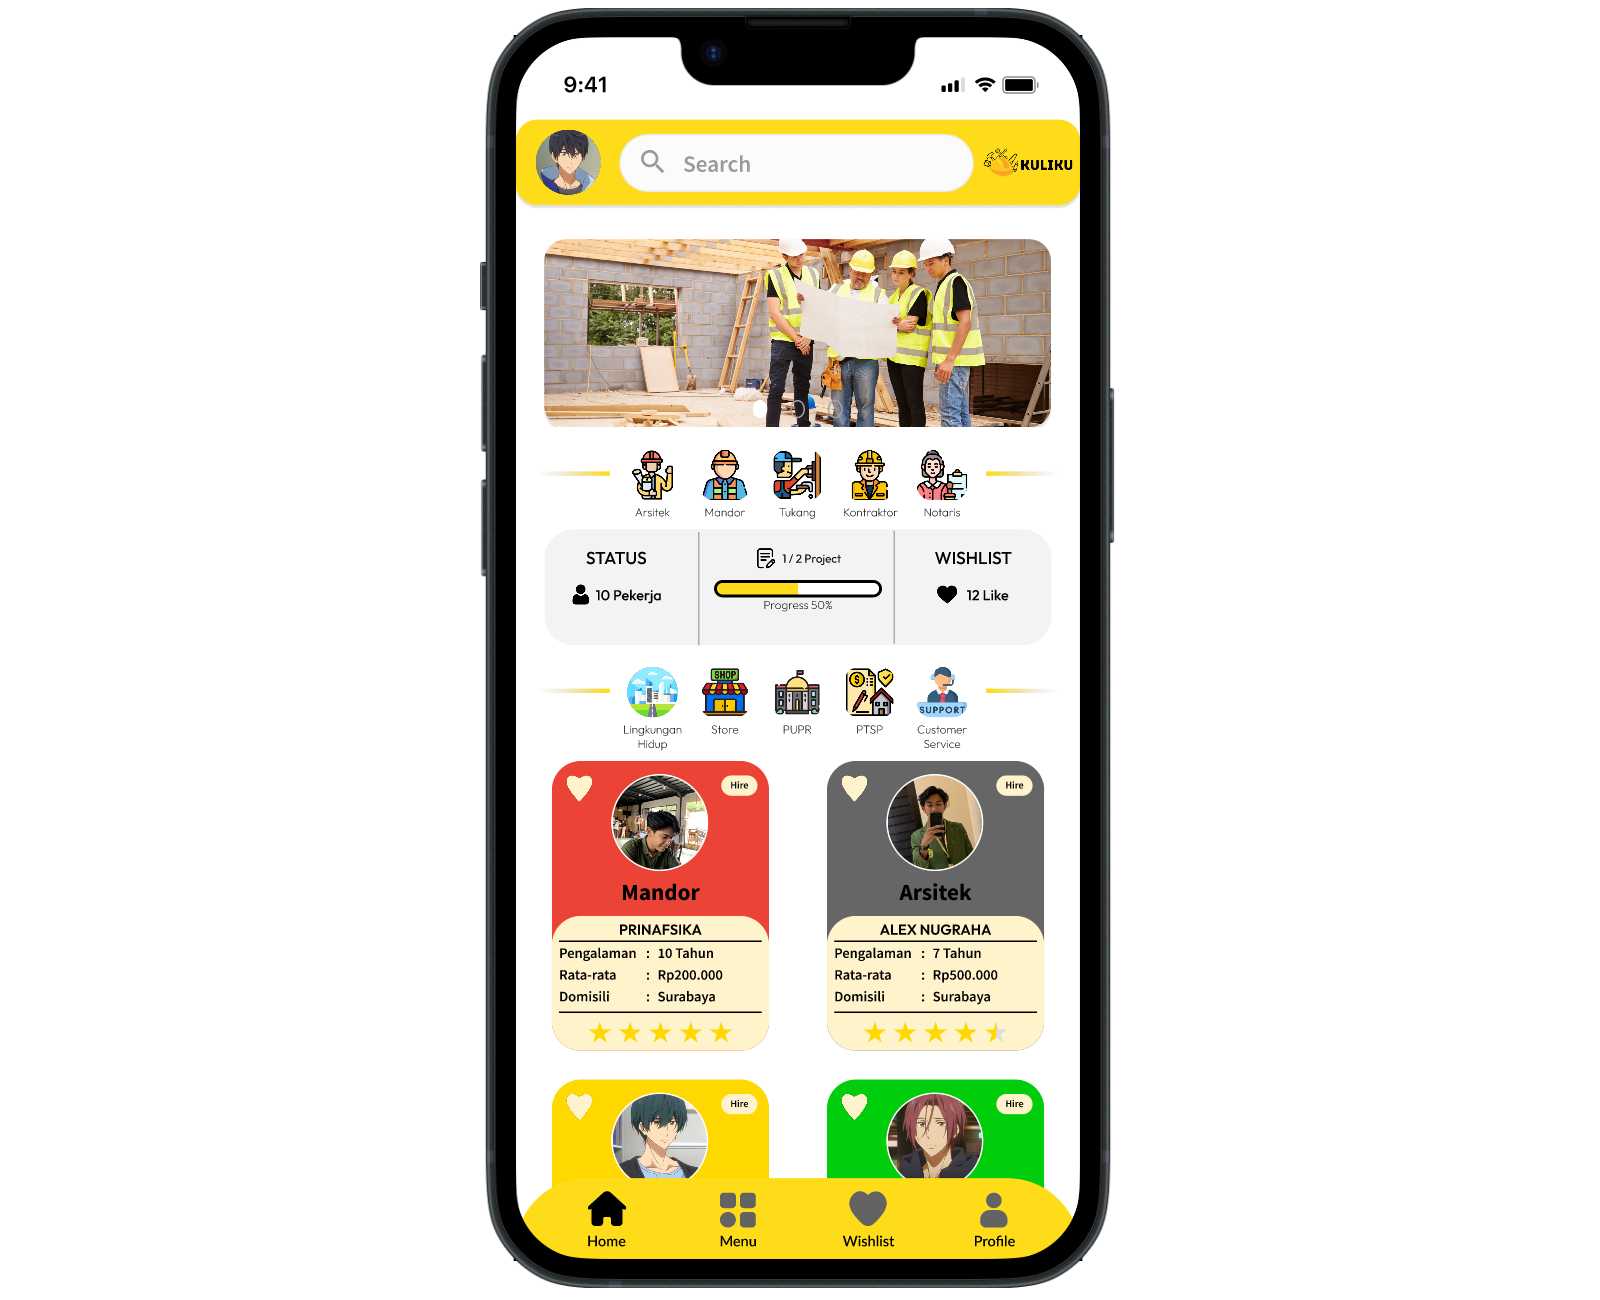 9:41
Search
KULIKU
Arsitek
Mandor
Tukang
Kontraktor
Notaris
STATUS
10 Pekerja
1 / 2 Project
Progress 50%
WISHLIST
12 Like
Lingkungan
Hidup
SHOP
Store
PUPR
PTSP
SUPPORT
Customer
Service
Hire
Mandor
PRINAFSIKA
Pengalaman : 10 Tahun
Rata-rata : Rp200.000
Domisili : Surabaya
Hire
Arsitek
ALEX NUGRAHA
Pengalaman : 7 Tahun
Rata-rata : Rp500.000
Domisili : Surabaya
Hire
Hire
Home
Menu
Wishlist
Profile